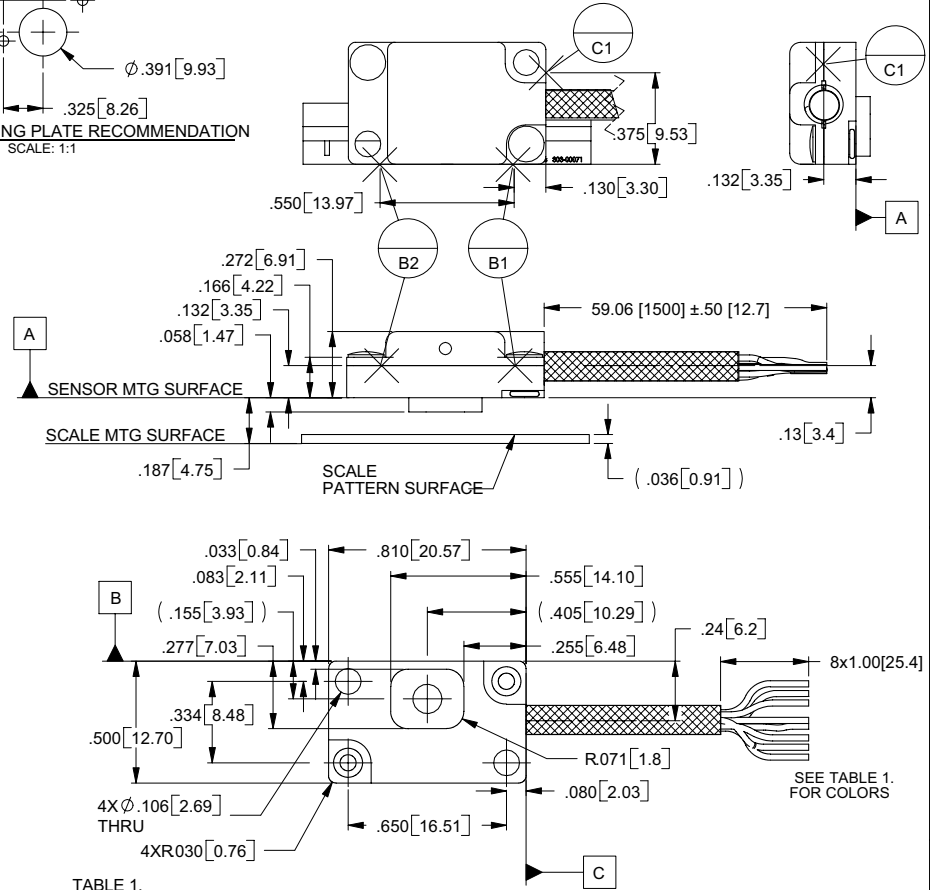 ⌀.391[9.93]
.325[8.26]
NG PLATE RECOMMENDATION
SCALE: 1:1
C1
C1
.375[9.53]
303-00071
.130[3.30]
.550[13.97]
.132[3.35]
A
B2
B1
.272[6.91]
.166[4.22]
.132[3.35]
.058[1.47]
59.06 [1500] ±.50 [12.7]
A
SENSOR MTG SURFACE
SCALE MTG SURFACE
.187[4.75]
.13[3.4]
SCALE
PATTERN SURFACE
( .036[0.91] )
.033[0.84]
.810[20.57]
.083[2.11]
.555[14.10]
B
( .155[3.93] )
( .405[10.29] )
.277[7.03]
.255[6.48]
.24[6.2]
8x1.00[25.4]
.334[8.48]
.500[12.70]
R.071[1.8]
.080[2.03]
SEE TABLE 1.
FOR COLORS
4X⌀.106[2.69]
THRU
.650[16.51]
4XR.030[0.76]
C
TABLE 1.